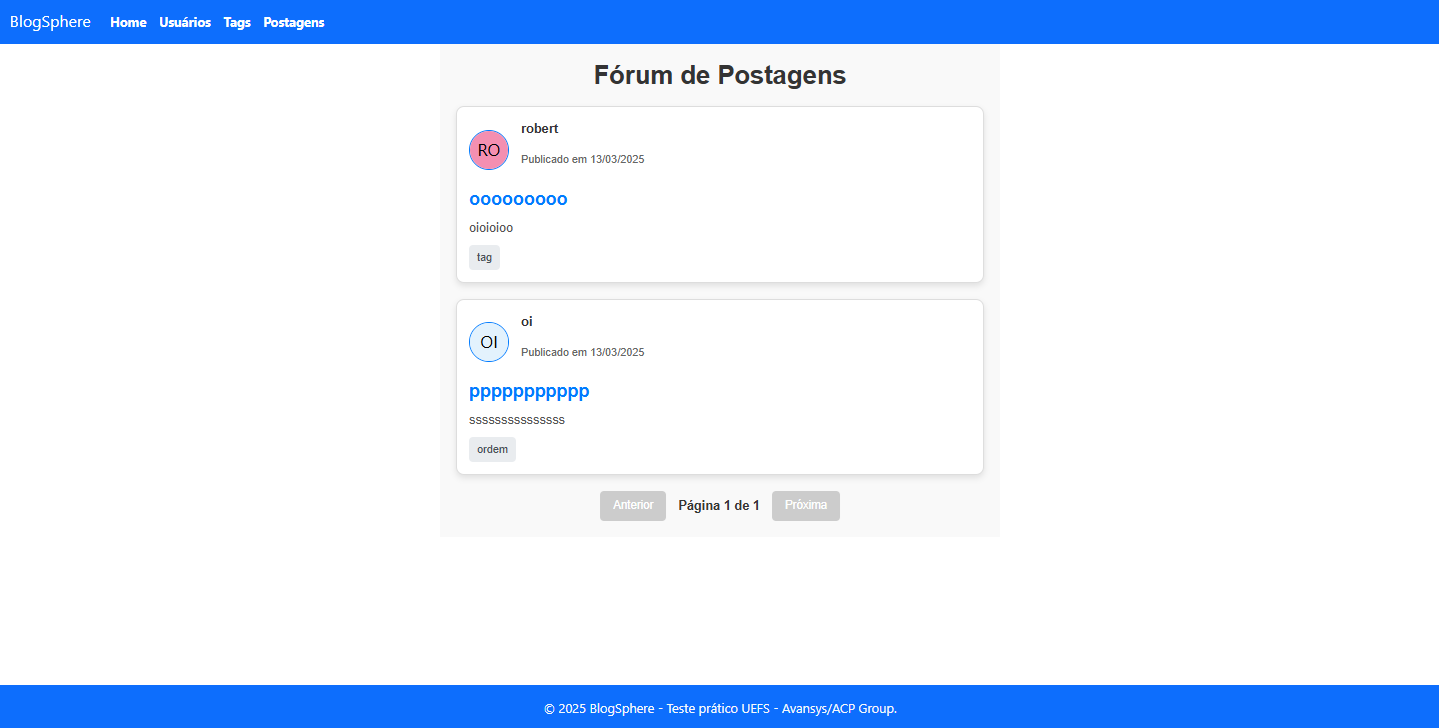 BlogSphere Home Usuários Tags Postagens
Fórum de Postagens
robert
RO
Publicado em 13/03/2025
ooooooooo
oioioioo
tag
oi
OI
Publicado em 13/03/2025
ppppppppppp
sssssssssssssss
ordem
Anterior Página 1 de 1 Próxima
© 2025 BlogSphere - Teste prático UEFS - Avansys/ACP Group.